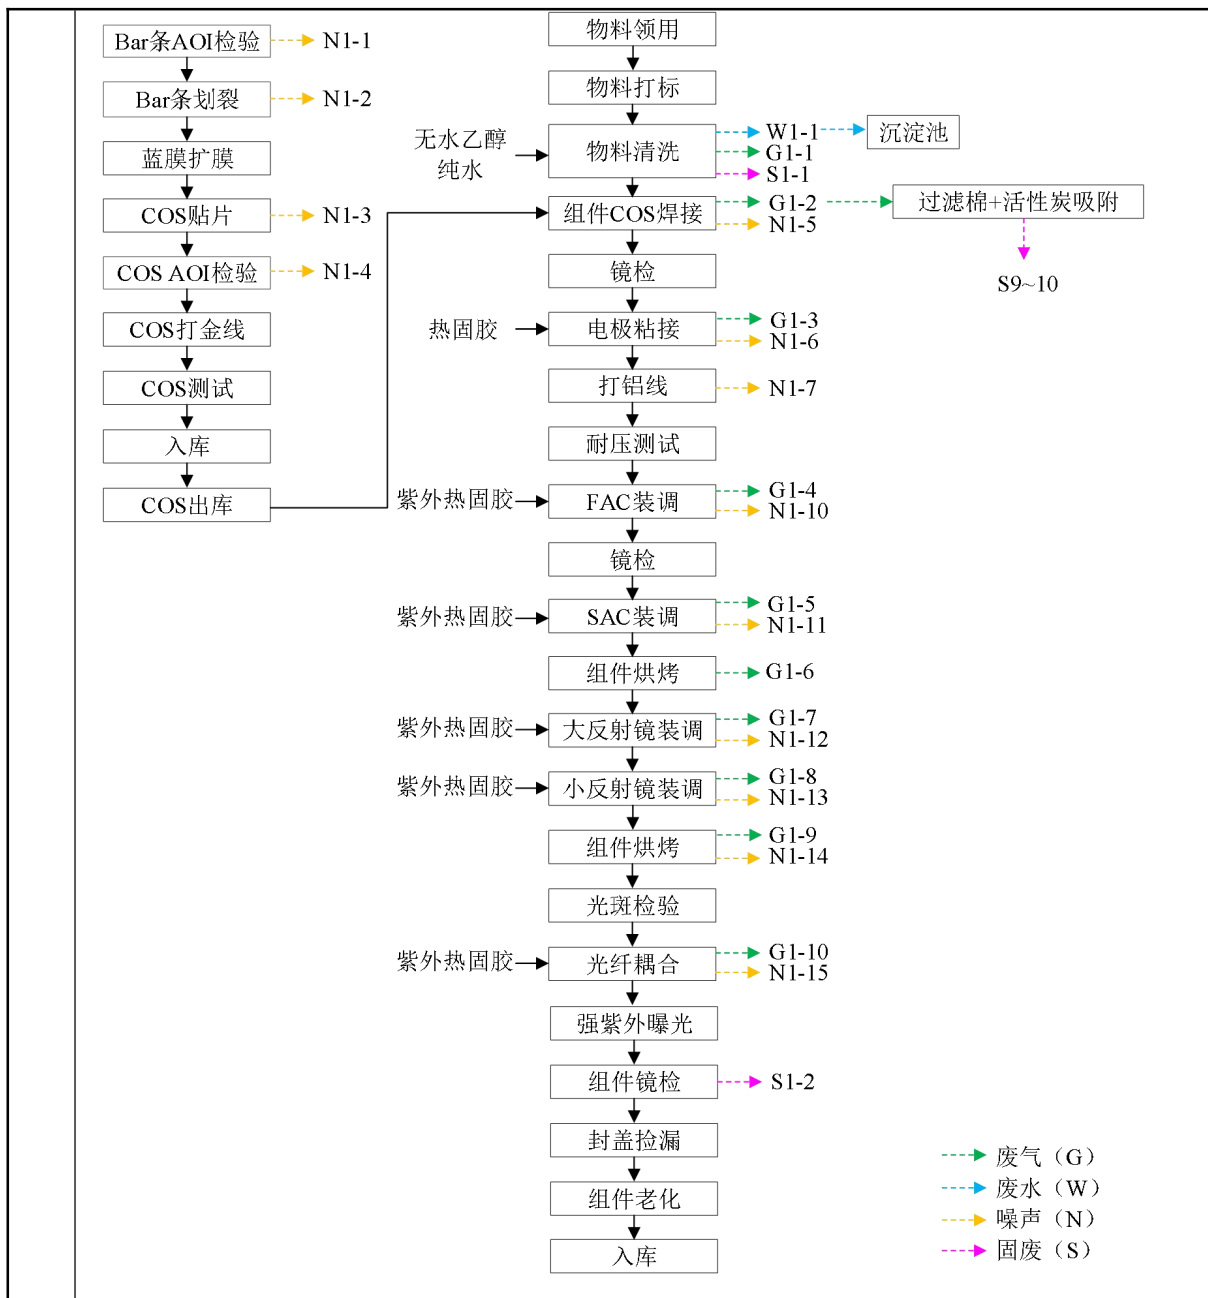 Bar条AOI检验
N1-1
Bar条划裂
N1-2
蓝膜扩膜
COS贴片
N1-3
COS AOI检验
N1-4
COS打金线
COS测试
入库
COS出库
物料领用
物料打标
无水乙醇
纯水
物料清洗
W1-1
沉淀池
G1-1
S1-1
组件COS焊接
G1-2
N1-5
过滤棉+活性炭吸附
S9~10
镜检
热固胶
电极粘接
G1-3
N1-6
打铝线
N1-7
耐压测试
紫外热固胶
FAC装调
G1-4
N1-10
镜检
紫外热固胶
SAC装调
G1-5
N1-11
组件烘烤
G1-6
紫外热固胶
大反射镜装调
G1-7
N1-12
紫外热固胶
小反射镜装调
G1-8
N1-13
组件烘烤
G1-9
N1-14
光斑检验
紫外热固胶
光纤耦合
G1-10
N1-15
强紫外曝光
组件镜检
S1-2
封盖捡漏
组件老化
入库
废气（G）
废水（W）
噪声（N）
固废（S）